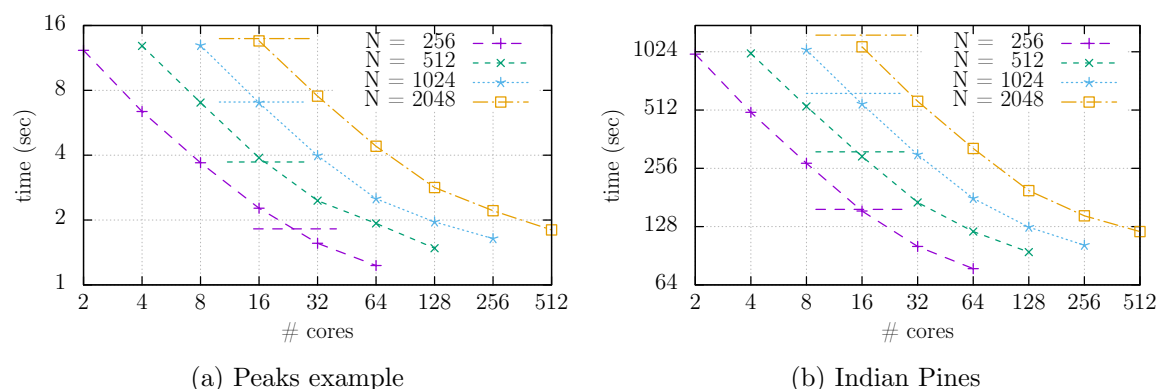 16
8
4
2
1
time (sec)
2 4 8 16 32 64 128 256 512
# cores
N = 256
N = 512
N = 1024
N = 2048
(a) Peaks example
1024
512
256
128
64
time (sec)
2 4 8 16 32 64 128 256 512
# cores
N = 256
N = 512
N = 1024
N = 2048
(b) Indian Pines